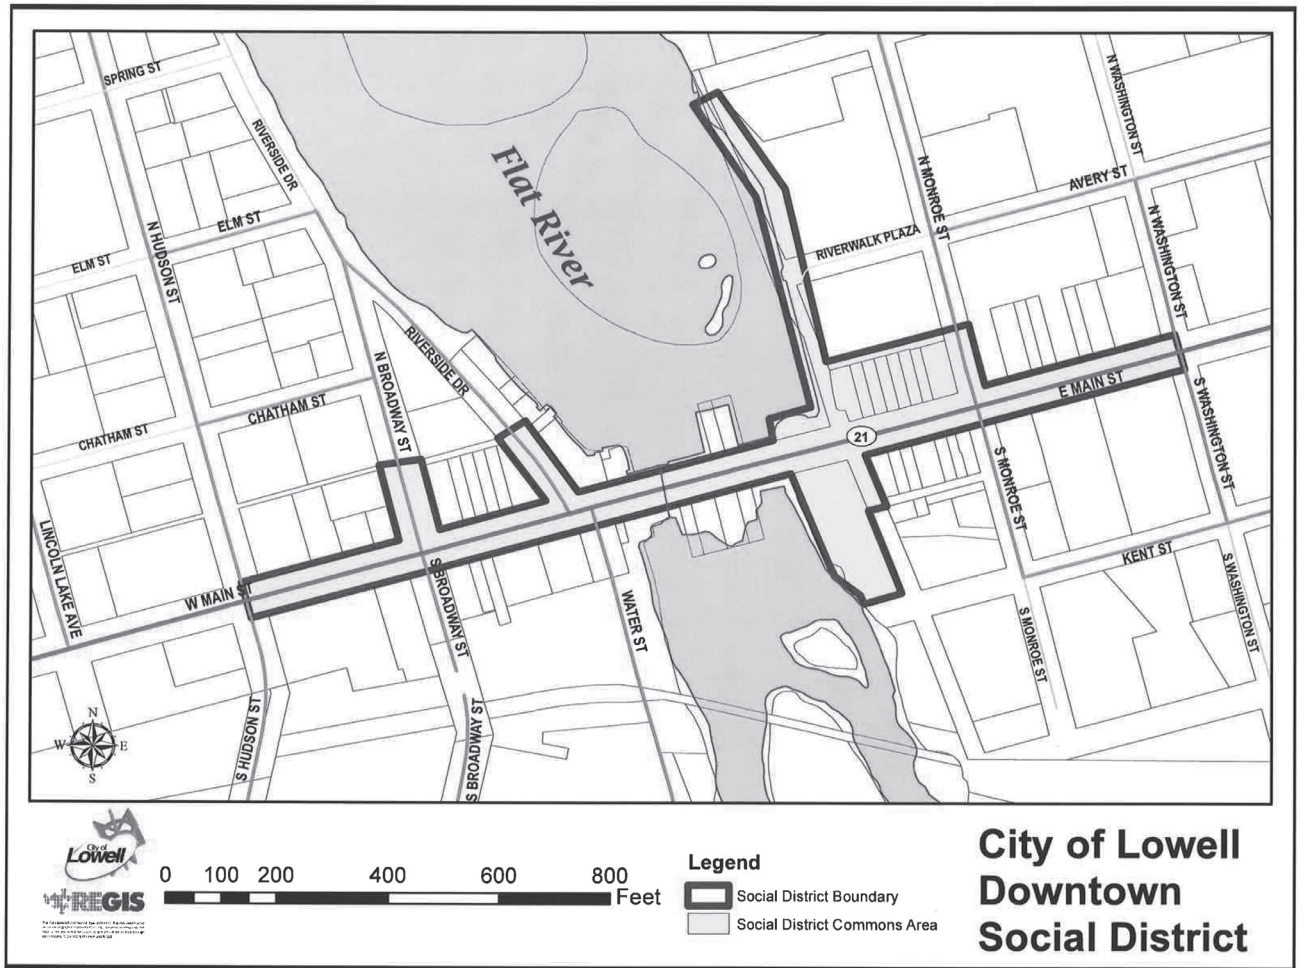 SPRING ST
RIVERSIDE DR
N HUDSON ST
ELM ST
ELM ST
Flat River
N WASHINGTON ST
N MONROE ST
AVERY ST
RIVERWALK PLAZA
N WASHINGTON ST
RIVERSIDE DR
N BROADWAY ST
CHATHAM ST
CHATHAM ST
E MAIN ST
21
S WASHINGTON ST
S MONROE ST
LINCOLN LAKE AVE
W MAIN ST
S BROADWAY ST
WATER ST
KENT ST
S WASHINGTON ST
S MONROE ST
S HUDSON ST
S BROADWAY ST
N
W E
S
City of
Lowell
REGIS
0 100 200 400 600 800
Feet
Legend
Social District Boundary
Social District Commons Area
City of Lowell
Downtown
Social District